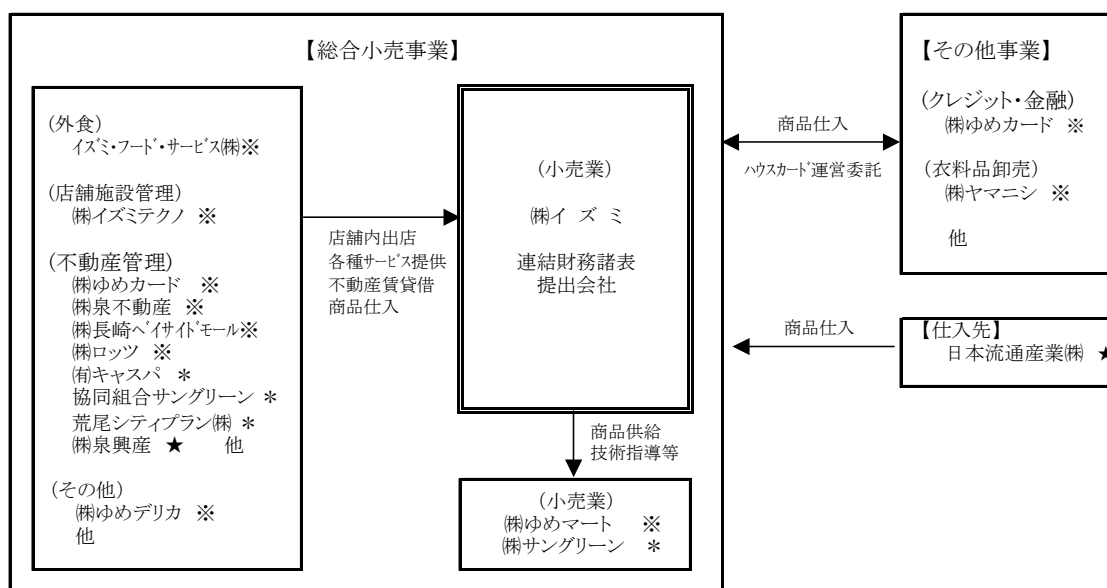 【総合小売事業】
(外食)
イズミ・フード・サービス㈱※
(店舗施設管理)
㈱イズミテクノ ※
(不動産管理)
㈱ゆめカード ※
㈱泉不動産 ※
㈱長崎ベイサイドモール※
㈱ロッツ ※
㈲キャスパ ＊
協同組合サングリーン ＊
荒尾シティプラン㈱ ＊
㈱泉興産 ★ 他
(その他)
㈱ゆめデリカ ※
他
店舗内出店
各種サービス提供
不動産賃貸借
商品仕入
(小売業)
㈱イ ズ ミ
連結財務諸表
提出会社
商品供給
技術指導等
(小売業)
㈱ゆめマート ※
㈱サングリーン ＊
商品仕入
ハウスカード運営委託
【その他事業】
(クレジット・金融)
㈱ゆめカード ※
(衣料品卸売)
㈱ヤマニシ ※
他
商品仕入
【仕入先】
日本流通産業㈱ ★